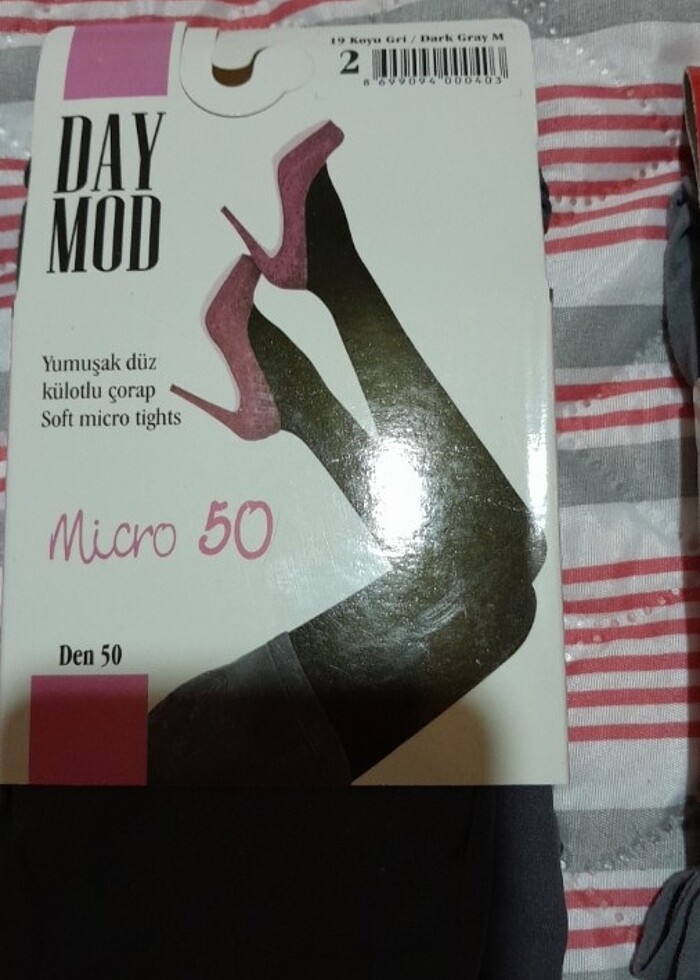 19 Koyu Gri / Dark Gray M
2
8 699094 000403
DAY
MOD
Yumuşak düz
külotlu çorap
Soft micro tights
Micro 50
Den 50